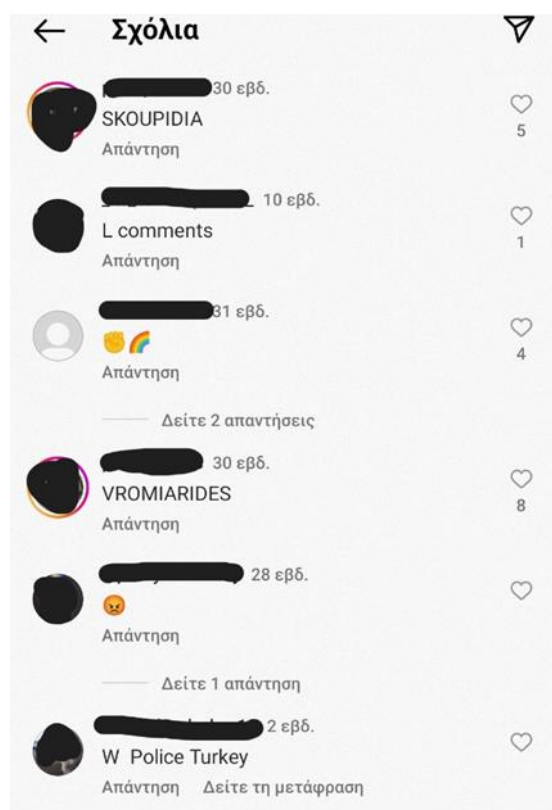 Σχόλια
30 εβδ.
SKOUPIDIA
5
Απάντηση
10 εβδ.
L comments
1
Απάντηση
31 εβδ.
✊🌈
4
Απάντηση
Δείτε 2 απαντήσεις
30 εβδ.
VROMIARIDES
8
Απάντηση
28 εβδ.
😡
Απάντηση
Δείτε 1 απάντηση
2 εβδ.
W Police Turkey
Απάντηση Δείτε τη μετάφραση